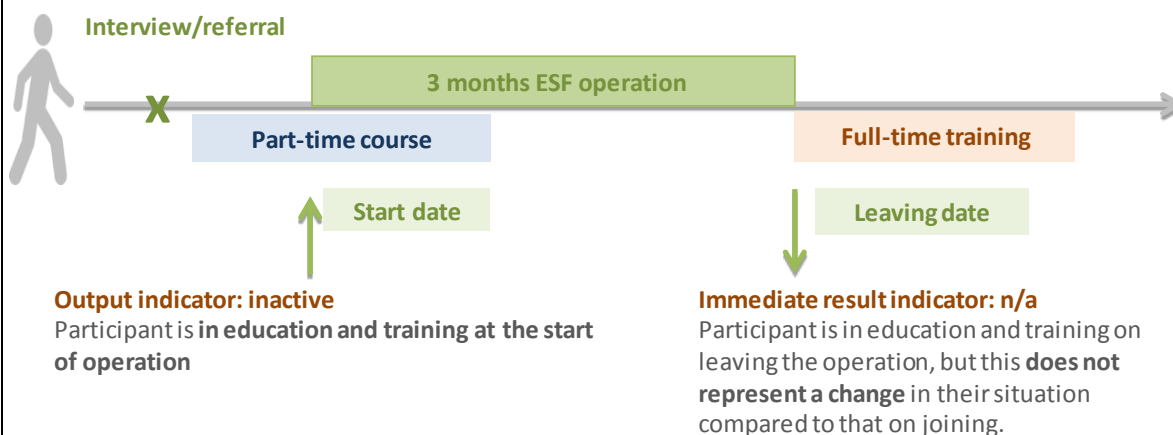 Interview/referral
3 months ESF operation
X
Part-time course
Full-time training
Start date
Leaving date
Output indicator: inactive
Participant is in education and training at the start
of operation
Immediate result indicator: n/a
Participant is in education and training on
leaving the operation, but this does not
represent a change in their situation
compared to that on joining.